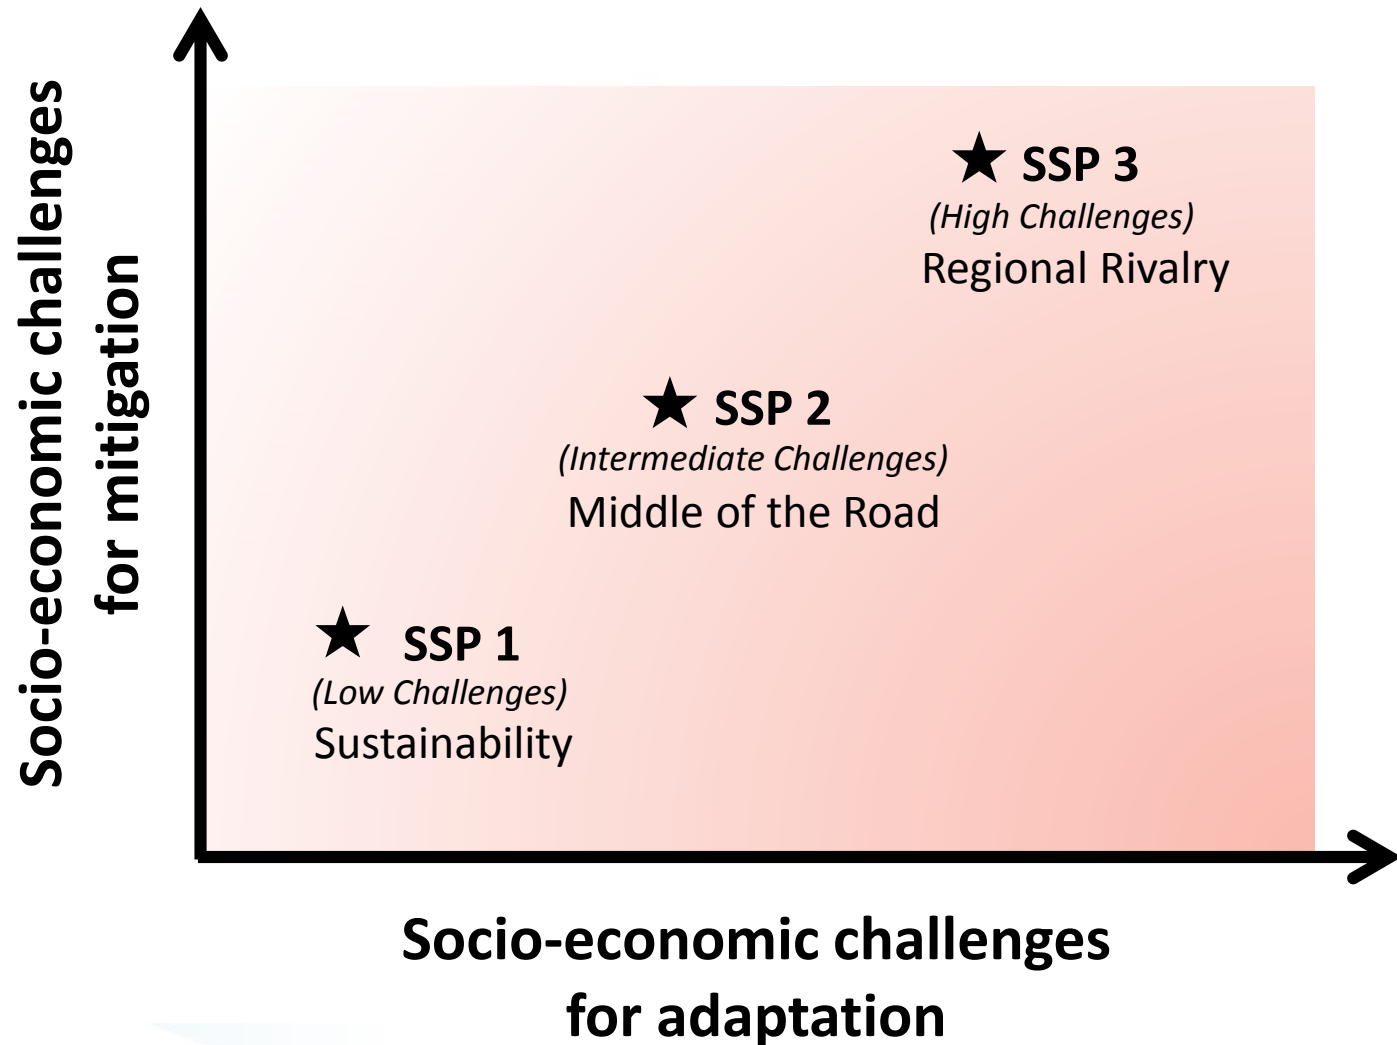 Socio-economic challenges
for mitigation
SSP 3
(High Challenges)
Regional Rivalry
SSP 2
(Intermediate Challenges)
Middle of the Road
SSP 1
(Low Challenges)
Sustainability
Socio-economic challenges
for adaptation